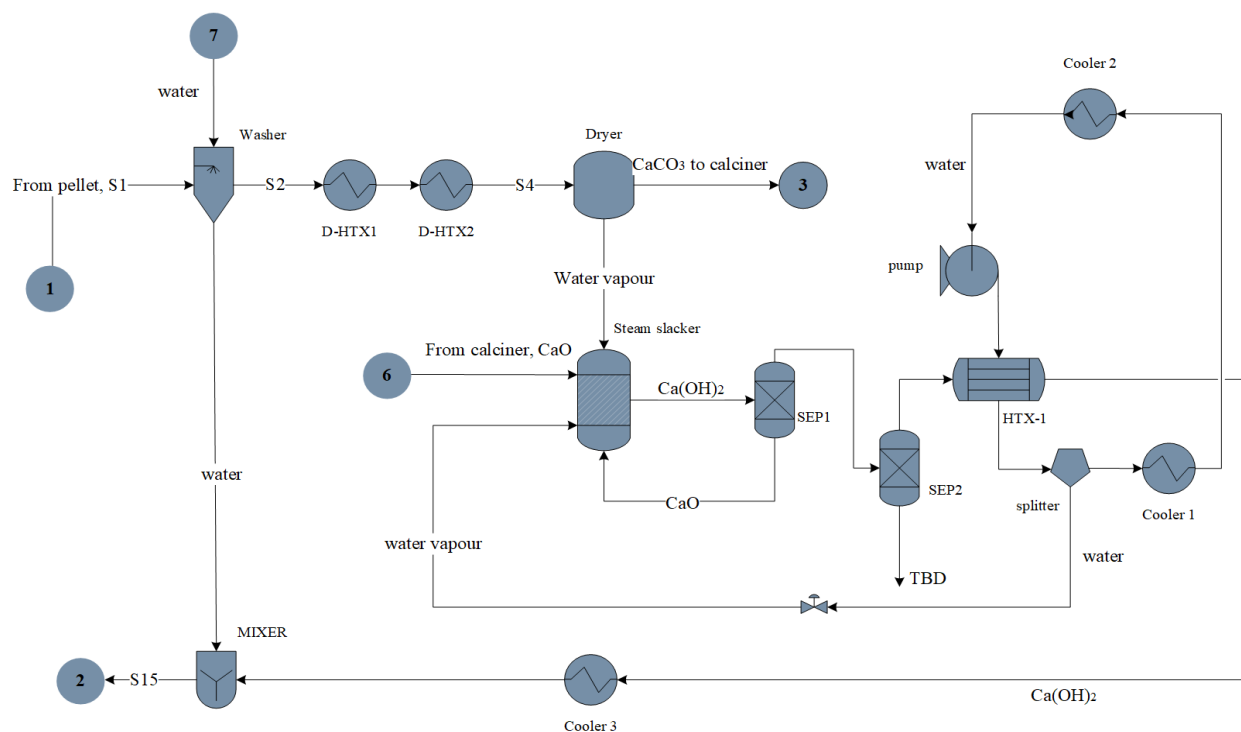 7
Cooler 2
water
Washer
Dryer
CaCO₃ to calciner
From pellet, S1
S2
S4
3
water
D-HTX1
D-HTX2
pump
1
Water vapour
Steam slacker
From calciner, CaO
6
Ca(OH)₂
SEP1
HTX-1
water
CaO
SEP2
splitter
Cooler 1
water vapour
water
TBD
MIXER
2
S15
Ca(OH)₂
Cooler 3